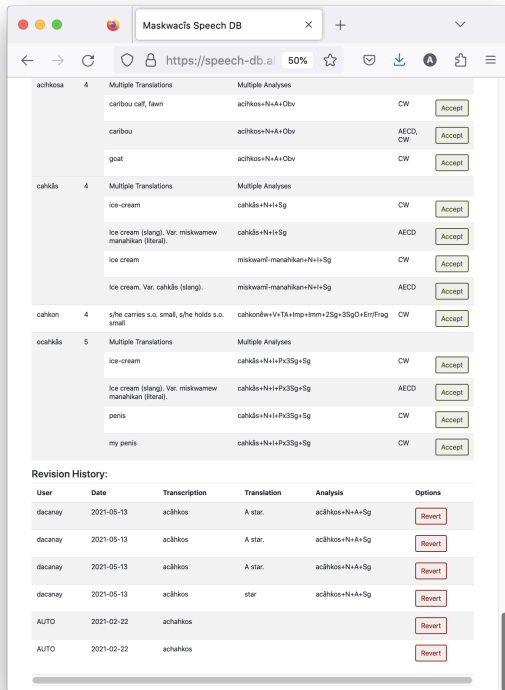 Maskwacîs Speech DB
https://speech-db.al 50%
acihkosa 4 Multiple Translations Multiple Analyses
caribou calf, fawn acihkos+N+A+Obv CW Accept
caribou acihkos+N+A+Obv AECD, CW Accept
goat acihkos+N+A+Obv CW Accept
cahkâs 4 Multiple Translations Multiple Analyses
ice-cream cahkâs+N+I+Sg CW Accept
Ice cream (slang). Var. miskwamew manahikan (literal). cahkâs+N+I+Sg AECD Accept
ice cream miskwamî-manahikan+N+I+Sg CW Accept
Ice cream. Var. cahkâs (slang). miskwamî-manahikan+N+I+Sg AECD Accept
cahkon 4 s/he carries s.o. small, s/he holds s.o. small cahkonêw+V+TA+Imp+Imm+2Sg+3SgO+Err/Frag CW Accept
ocahkâs 5 Multiple Translations Multiple Analyses
ice-cream cahkâs+N+I+Px3Sg+Sg CW Accept
Ice cream (slang). Var. miskwamew manahikan (literal). cahkâs+N+I+Px3Sg+Sg AECD Accept
penis cahkâs+N+I+Px3Sg+Sg CW Accept
my penis cahkâs+N+I+Px3Sg+Sg CW Accept
Revision History:
User Date Transcription Translation Analysis Options
dacanay 2021-05-13 acâhkos A star. acâhkos+N+A+Sg Revert
dacanay 2021-05-13 acâhkos A star. acâhkos+N+A+Sg Revert
dacanay 2021-05-13 acâhkos A star. acâhkos+N+A+Sg Revert
dacanay 2021-05-13 acâhkos star acâhkos+N+A+Sg Revert
AUTO 2021-02-22 achahkos Revert
AUTO 2021-02-22 achahkos Revert